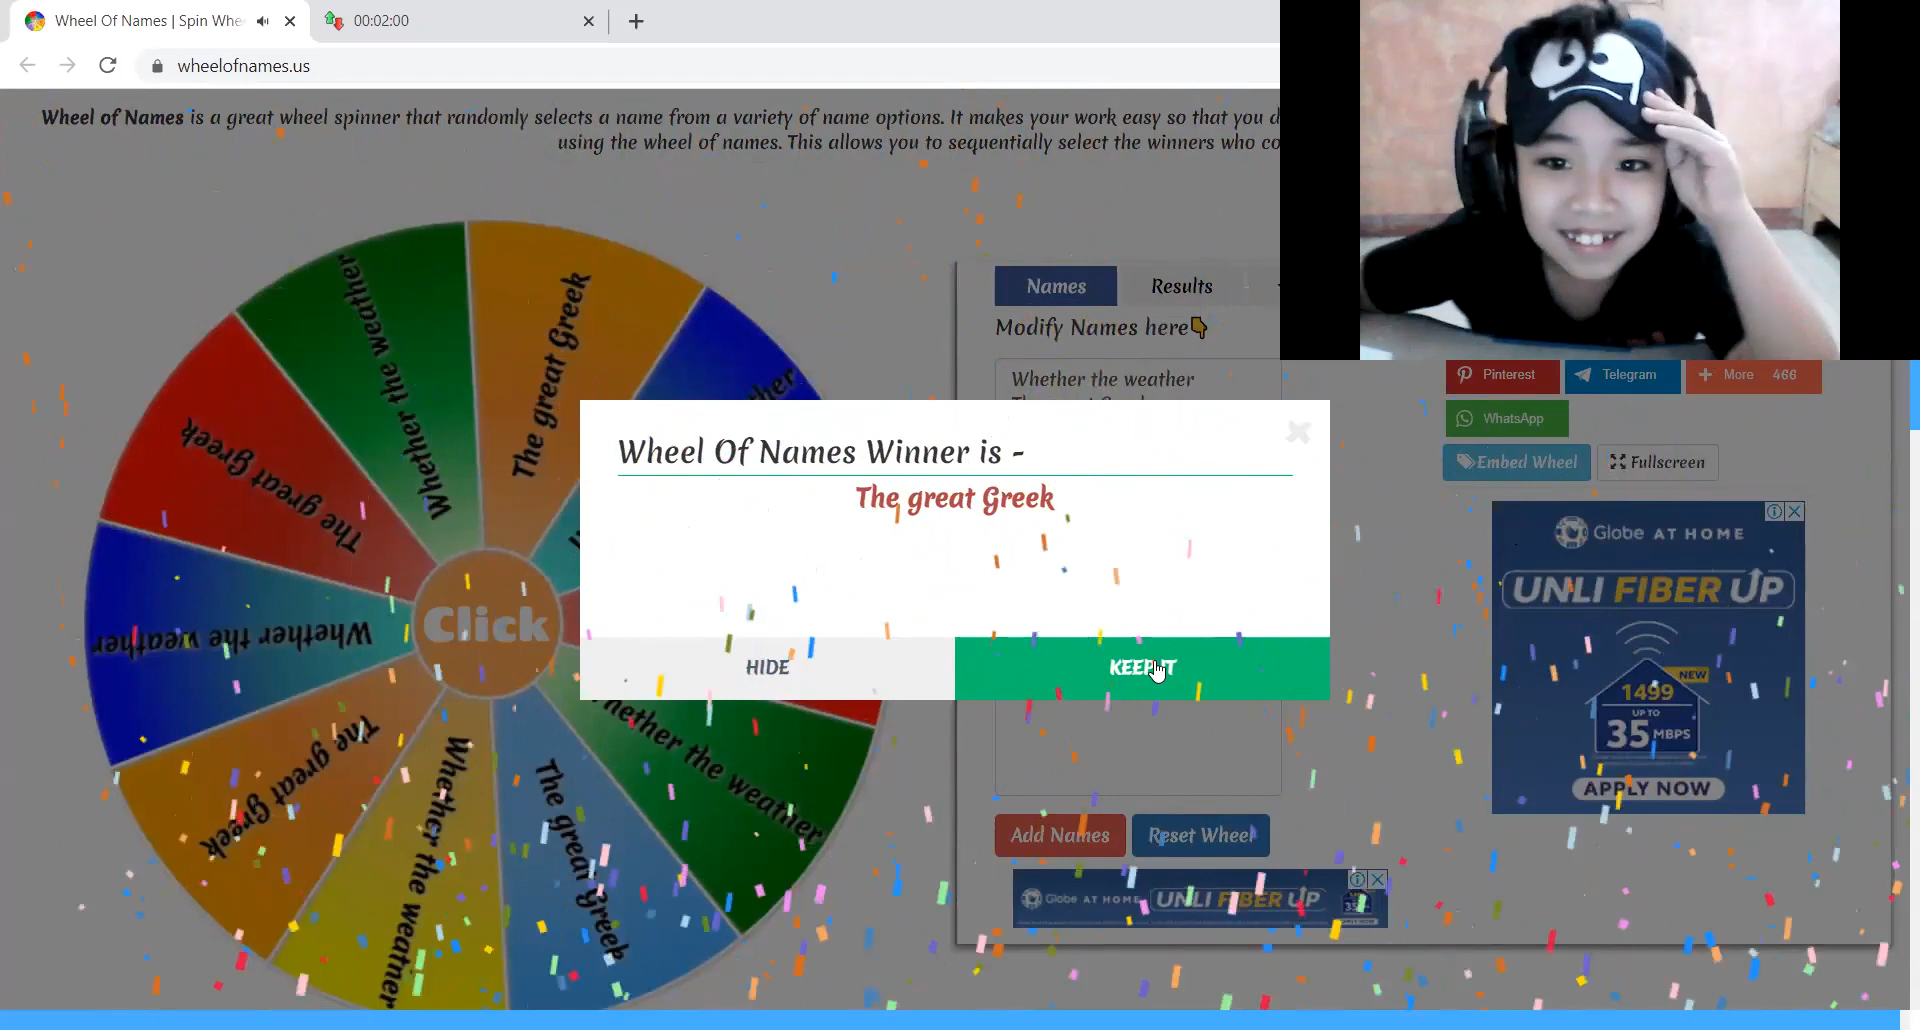 Wheel Of Names | Spin Whe
00:02:00
wheelofnames.us
Wheel of Names is a great wheel spinner that randomly selects a name from a variety of name options. It makes your work easy so that you d
using the wheel of names. This allows you to sequentially select the winners who co
Names
Results
Modify Names here
Whether the weather
Pinterest
Telegram
More 466
WhatsApp
Embed Wheel
Fullscreen
Whether the weather
The great Greek
The great Greek
Whether the weather
The great Greek
Whether the weather
The great Greek
Whether the weather
Click
Wheel Of Names Winner is -
The great Greek
HIDE
KEEP IT
Add Names
Reset Wheel
Globe AT HOME
UNLI FIBER UP
NEW
1499
UP TO
35 MBPS
APPLY NOW
Globe AT HOME
UNLI FIBER UP